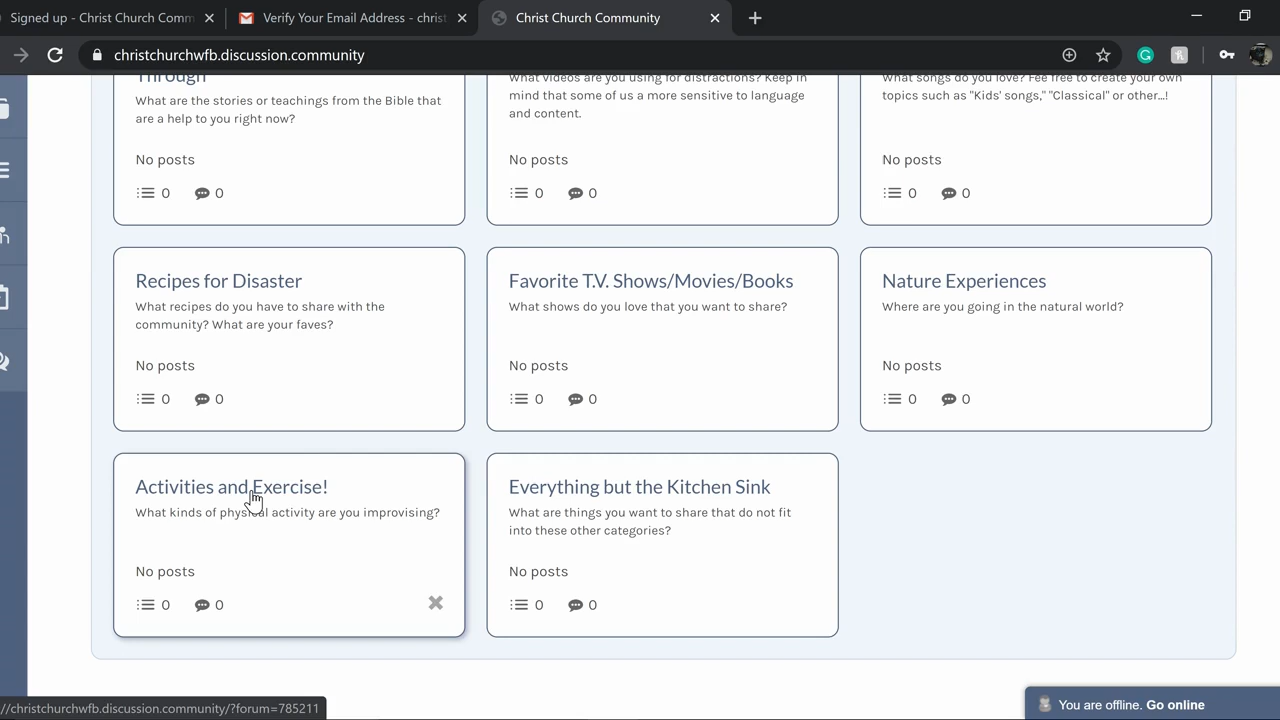 Signed up - Christ Church Comm
Verify Your Email Address - christ
Christ Church Community
christchurchwfb.discussion.community
Through
What are the stories or teachings from the Bible that
are a help to you right now?
No posts
0 0
What videos are you using for distractions? Keep in
mind that some of us a more sensitive to language
and content.
No posts
0 0
What songs do you love? Fee free to create your own
topics such as "Kids' songs," "Classical" or other...!
No posts
0 0
Recipes for Disaster
What recipes do you have to share with the
community? What are your faves?
No posts
0 0
Favorite T.V. Shows/Movies/Books
What shows do you love that you want to share?
No posts
0 0
Nature Experiences
Where are you going in the natural world?
No posts
0 0
Activities and Exercise!
What kinds of physical activity are you improvising?
No posts
0 0
Everything but the Kitchen Sink
What are things you want to share that do not fit
into these other categories?
No posts
0 0
//christchurchwfb.discussion.community/?forum=785211
You are offline. Go online